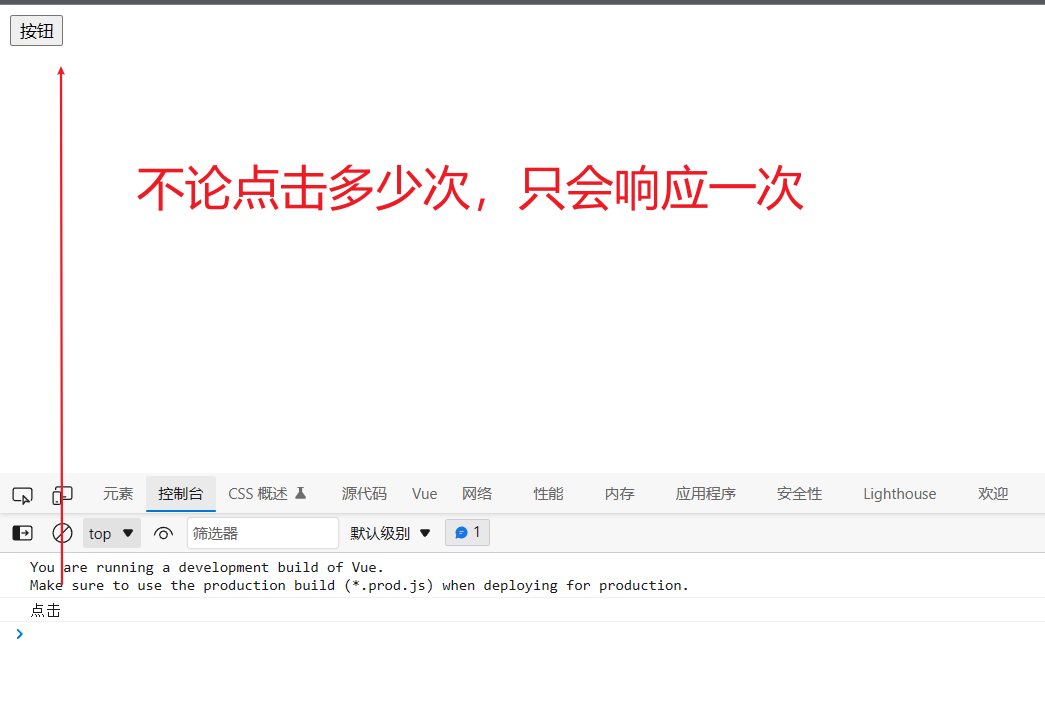 按钮
不论点击多少次，只会响应一次
元素 控制台 CSS 概述 源代码 Vue 网络 性能 内存 应用程序 安全性 Lighthouse 欢迎
top 筛选器 默认级别 1
You are running a development build of Vue.
Make sure to use the production build (*.prod.js) when deploying for production.
点击